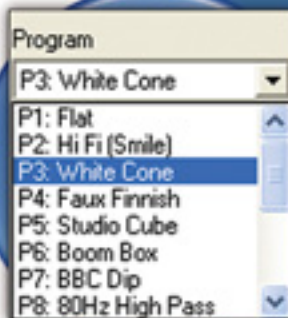 Program
P3: White Cone
P1: Flat
P2: Hi Fi (Smile)
P3: White Cone
P4: Faux Finnish
P5: Studio Cube
P6: Boom Box
P7: BBC Dip
P8: 80Hz High Pass